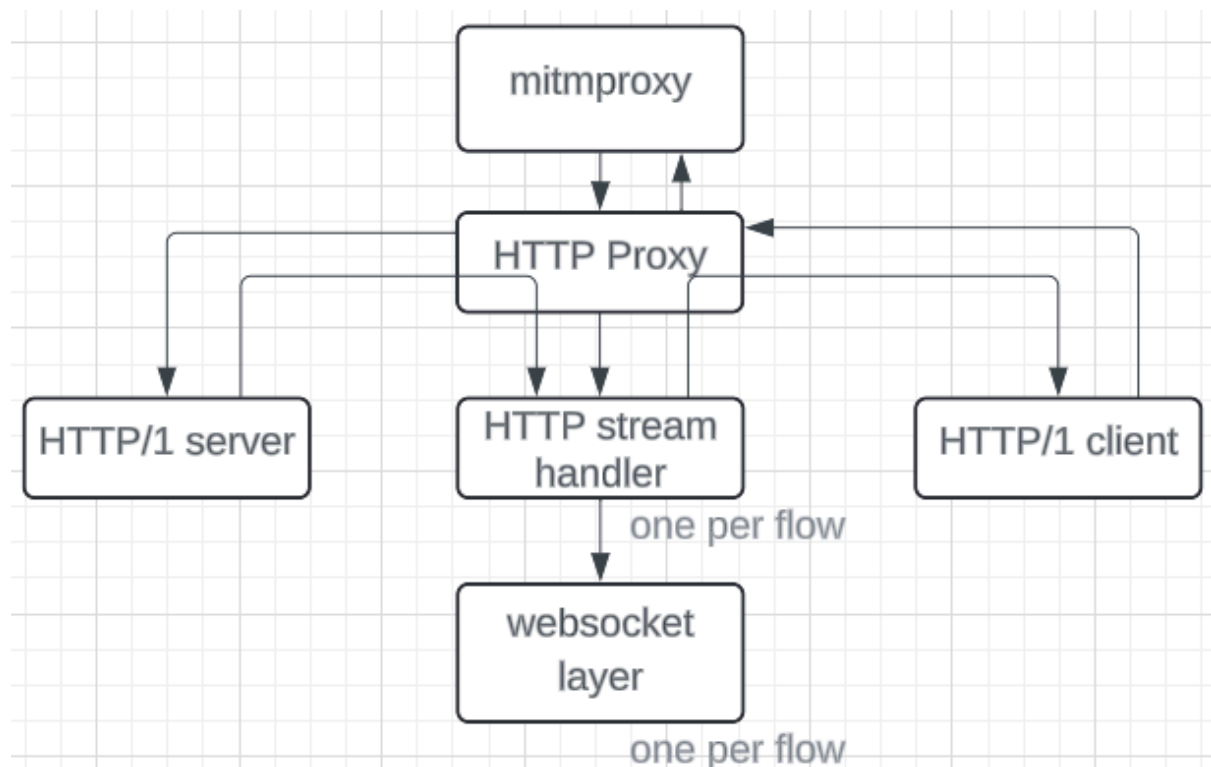 mitmproxy
HTTP Proxy
HTTP/1 server
HTTP stream
handler
HTTP/1 client
one per flow
websocket
layer
one per flow